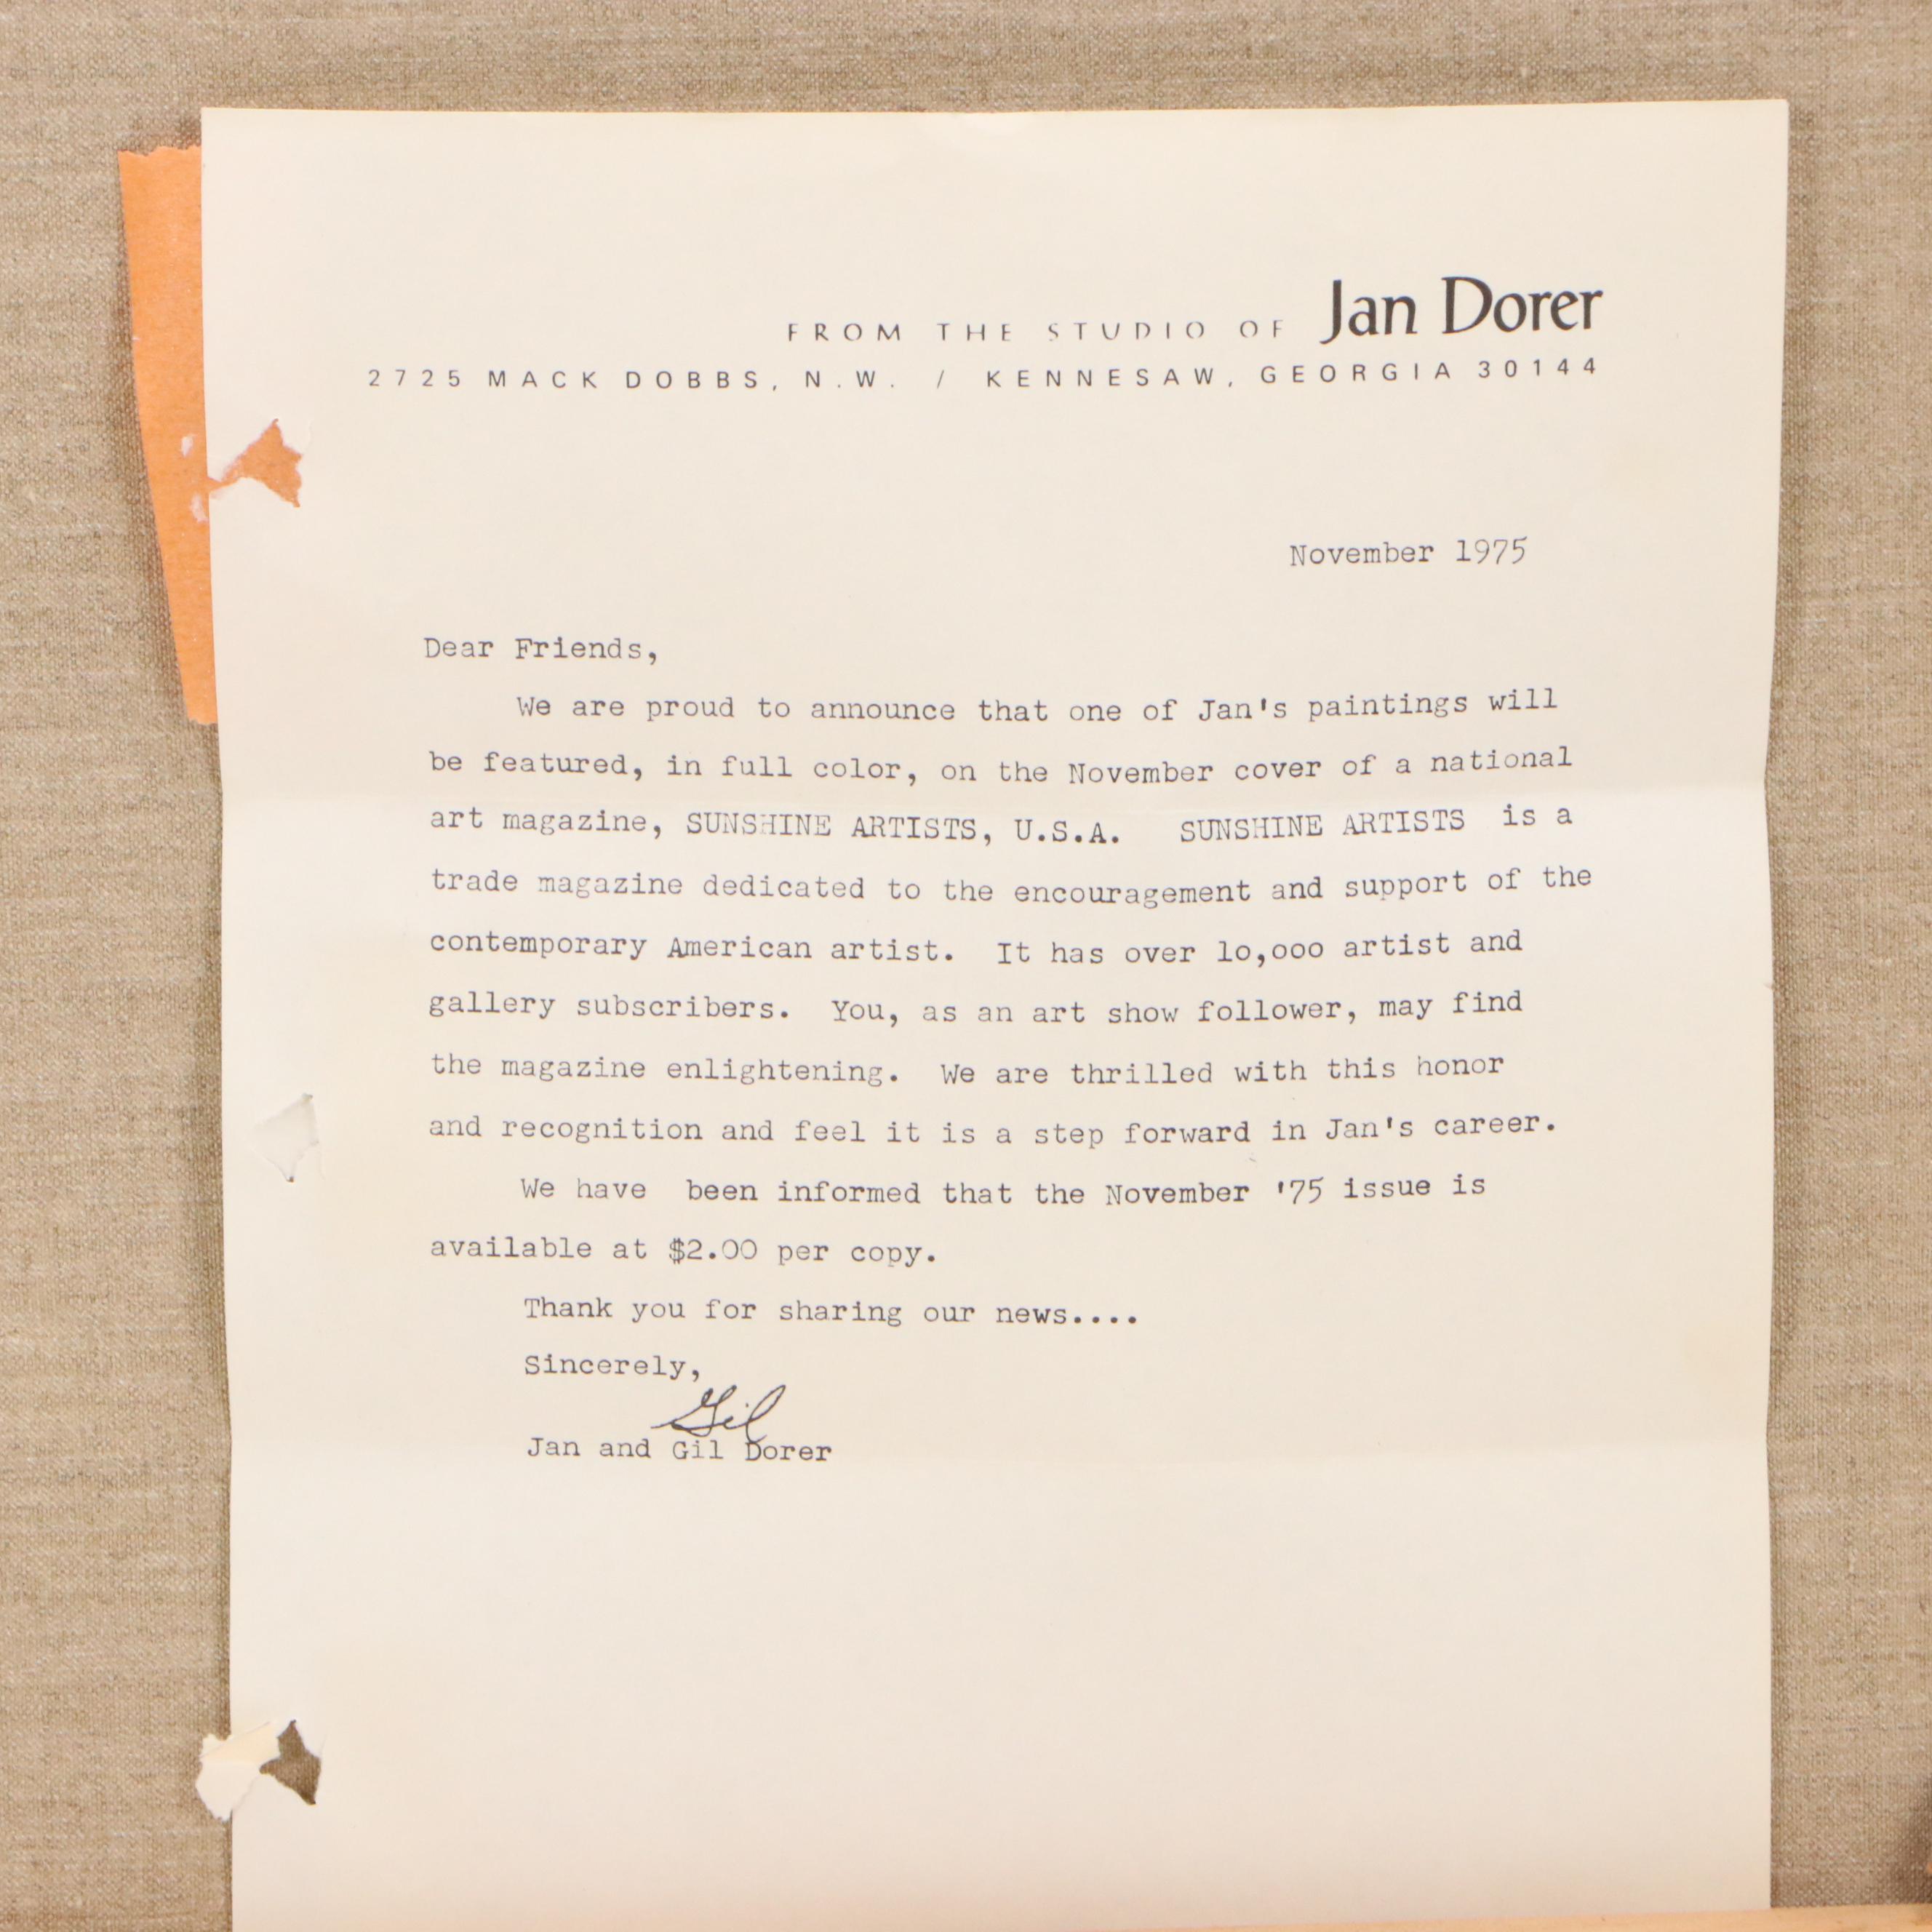 FROM THE STUDIO OF Jan Dorer
2725 MACK DOBBS, N.W. / KENNESAW, GEORGIA 30144
November 1975
Dear Friends,
We are proud to announce that one of Jan's paintings will
be featured, in full color, on the November cover of a national
art magazine, SUNSHINE ARTISTS, U.S.A. SUNSHINE ARTISTS is a
trade magazine dedicated to the encouragement and support of the
contemporary American artist. It has over lo,ooo artist and
gallery subscribers. You, as an art show follower, may find
the magazine enlightening. We are thrilled with this honor
and recognition and feel it is a step forward in Jan's career.
We have been informed that the November '75 issue is
available at $2.00 per copy.
Thank you for sharing our news....
Sincerely,
Gil
Jan and Gil Dorer